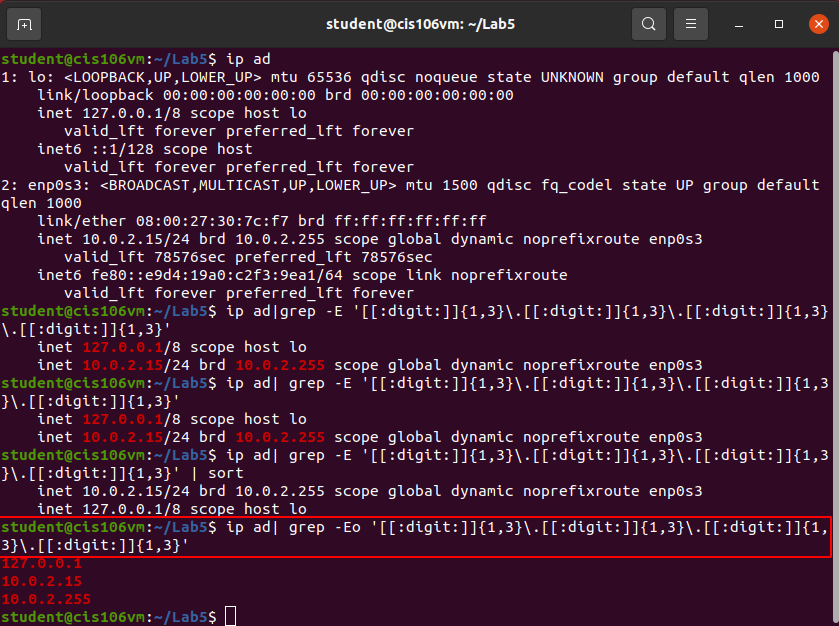 student@cis106vm: ~/Lab5
student@cis106vm:~/Lab5$ ip ad
1: lo: <LOOPBACK,UP,LOWER_UP> mtu 65536 qdisc noqueue state UNKNOWN group default qlen 1000
    link/loopback 00:00:00:00:00:00 brd 00:00:00:00:00:00
    inet 127.0.0.1/8 scope host lo
       valid_lft forever preferred_lft forever
    inet6 ::1/128 scope host
       valid_lft forever preferred_lft forever
2: enp0s3: <BROADCAST,MULTICAST,UP,LOWER_UP> mtu 1500 qdisc fq_codel state UP group default
qlen 1000
    link/ether 08:00:27:30:7c:f7 brd ff:ff:ff:ff:ff:ff
    inet 10.0.2.15/24 brd 10.0.2.255 scope global dynamic noprefixroute enp0s3
       valid_lft 78576sec preferred_lft 78576sec
    inet6 fe80::e9d4:19a0:c2f3:9ea1/64 scope link noprefixroute
       valid_lft forever preferred_lft forever
student@cis106vm:~/Lab5$ ip ad|grep -E '[[:digit:]]{1,3}\.[[:digit:]]{1,3}\.[[:digit:]]{1,3}
\.[[:digit:]]{1,3}'
    inet 127.0.0.1/8 scope host lo
    inet 10.0.2.15/24 brd 10.0.2.255 scope global dynamic noprefixroute enp0s3
student@cis106vm:~/Lab5$ ip ad| grep -E '[[:digit:]]{1,3}\.[[:digit:]]{1,3}\.[[:digit:]]{1,3
}\.[[:digit:]]{1,3}'
    inet 127.0.0.1/8 scope host lo
    inet 10.0.2.15/24 brd 10.0.2.255 scope global dynamic noprefixroute enp0s3
student@cis106vm:~/Lab5$ ip ad| grep -E '[[:digit:]]{1,3}\.[[:digit:]]{1,3}\.[[:digit:]]{1,3
}\.[[:digit:]]{1,3}' | sort
    inet 10.0.2.15/24 brd 10.0.2.255 scope global dynamic noprefixroute enp0s3
    inet 127.0.0.1/8 scope host lo
student@cis106vm:~/Lab5$ ip ad| grep -Eo '[[:digit:]]{1,3}\.[[:digit:]]{1,3}\.[[:digit:]]{1,
3}\.[[:digit:]]{1,3}'
127.0.0.1
10.0.2.15
10.0.2.255
student@cis106vm:~/Lab5$